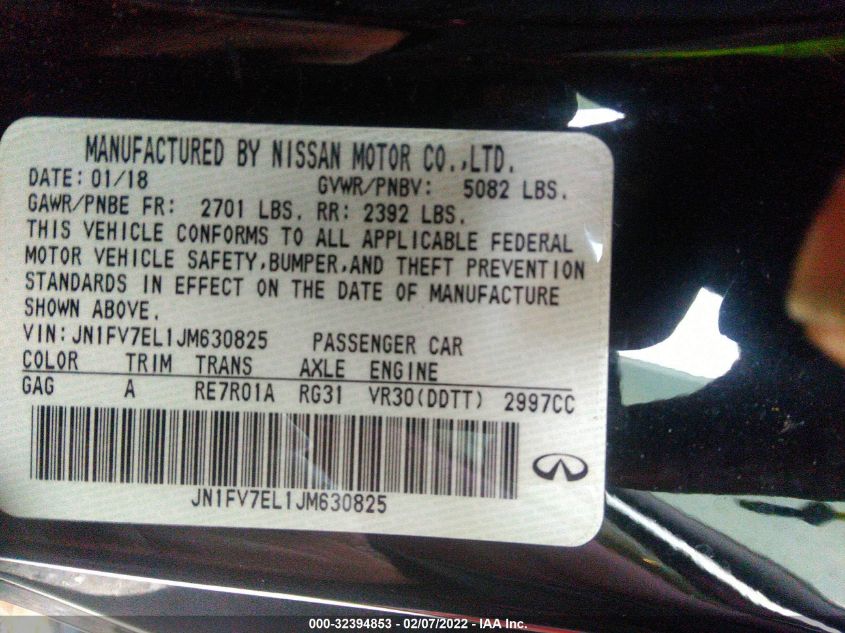 MANUFACTURED BY NISSAN MOTOR CO.,LTD.
DATE: 01/18 GVWR/PNBV: 5082 LBS.
GAWR/PNBE FR: 2701 LBS. RR: 2392 LBS.
THIS VEHICLE CONFORMS TO ALL APPLICABLE FEDERAL
MOTOR VEHICLE SAFETY,BUMPER,AND THEFT PREVENTION
STANDARDS IN EFFECT ON THE DATE OF MANUFACTURE
SHOWN ABOVE.
VIN:JN1FV7EL1JM630825 PASSENGER CAR
COLOR TRIM TRANS AXLE ENGINE
GAG A RE7R01A RG31 VR30(DDTT) 2997CC
JN1FV7EL1JM630825
000-32394853 - 02/07/2022 - IAA Inc.